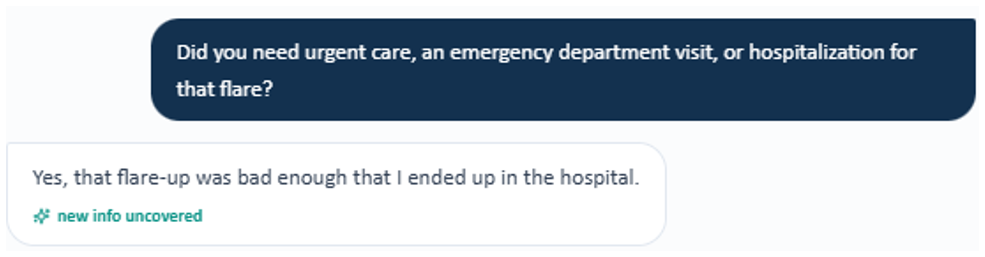 Did you need urgent care, an emergency department visit, or hospitalization for
that flare?
Yes, that flare-up was bad enough that I ended up in the hospital.
new info uncovered